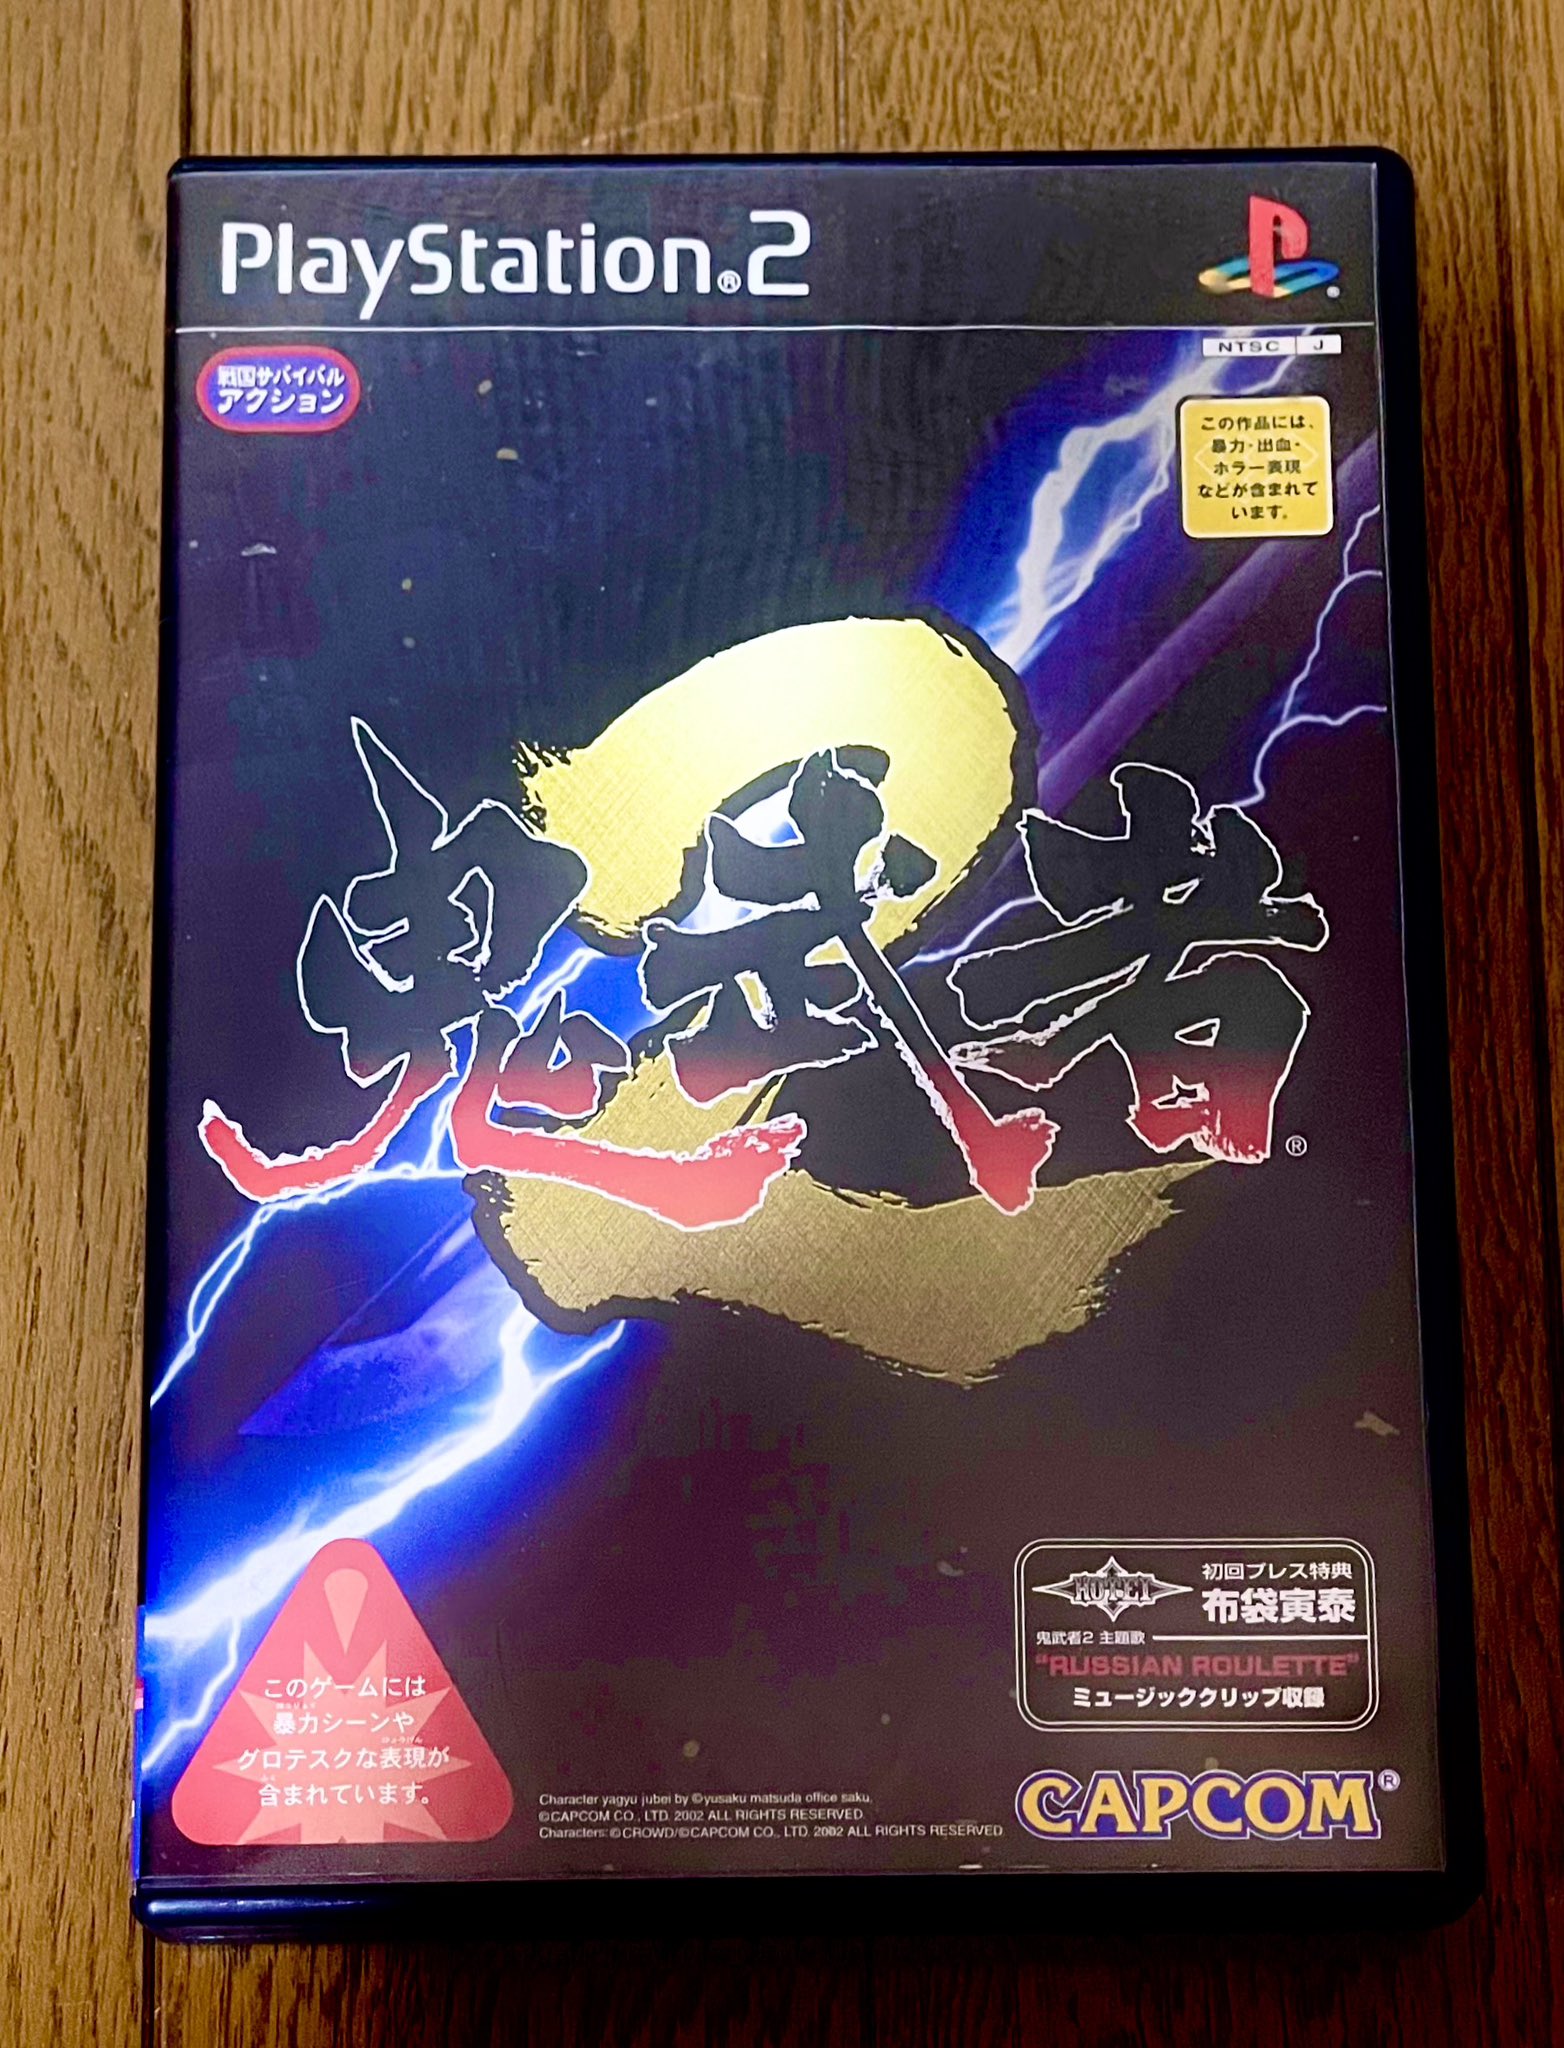 PlayStation®2
NTSC J
戦国サバイバル
アクション
この作品には、
暴力・出血・
ホラー表現
などが含まれて
います。
鬼武者2®
HOTEI
初回プレス特典
布袋寅泰
鬼武者2 主題歌
"RUSSIAN ROULETTE"
ミュージッククリップ収録
このゲームには
暴力シーンや
グロテスクな表現が
含まれています。
Character yagyu jubei by ©yusaku matsuda office saku.
©CAPCOM CO., LTD. 2002 ALL RIGHTS RESERVED.
Characters:©CROWD/©CAPCOM CO., LTD. 2002 ALL RIGHTS RESERVED.
CAPCOM®